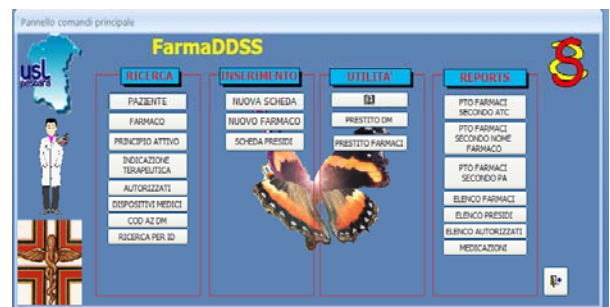 Pannello comandi principale
FarmaDDSS
usl
pescara
RICERCA
PAZIENTE
FARMACO
PRINCIPIO ATTIVO
INDICAZIONE
TERAPEUTICA
AUTORIZZATI
DISPOSITIVI MEDICI
COD AZ DM
RICERCA PER ID
INSERIMENTO
NUOVA SCHEDA
NUOVO FARMACO
SCHEDA PRESIDI
UTILITA'
PRESTITO DM
PRESTITO FARMACI
REPORTS
PTO FARMACI
SECONDO ATC
PTO FARMACI
SECONDO NOME
FARMACO
PTO FARMACI
SECONDO PA
ELENCO FARMACI
ELENCO PRESIDI
ELENCO AUTORIZZATI
MEDICAZIONI